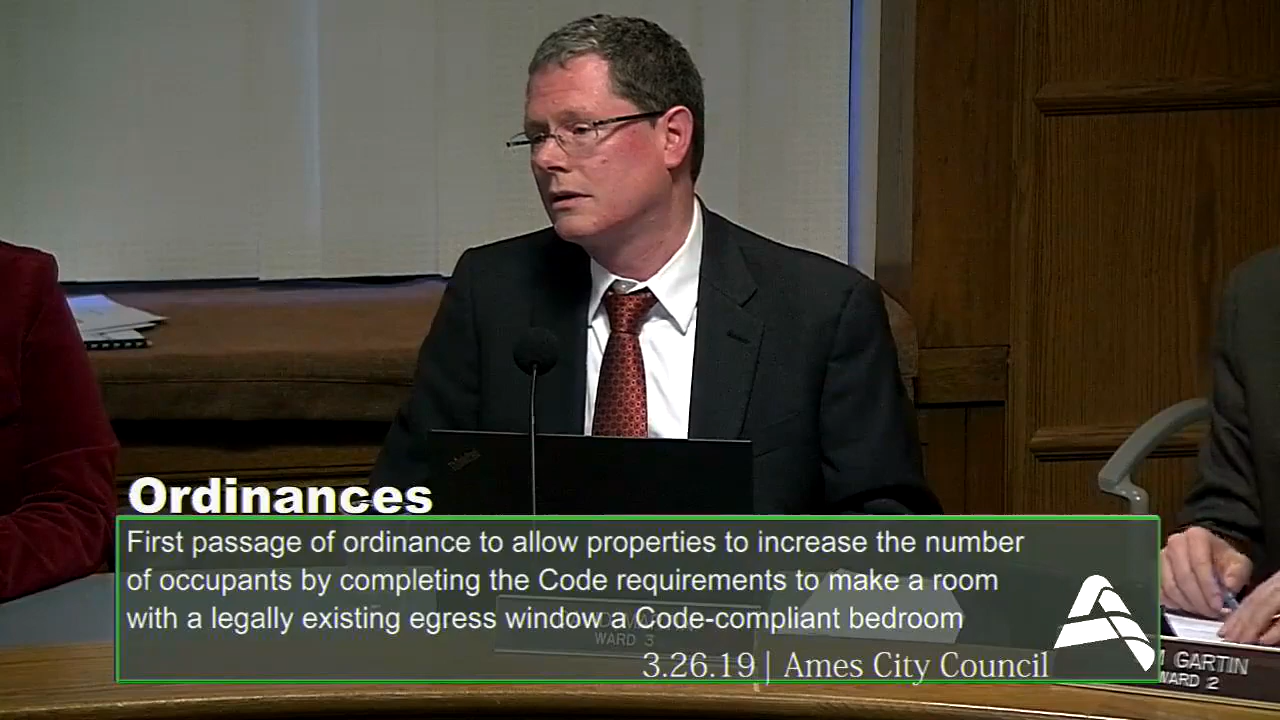 Ordinances
First passage of ordinance to allow properties to increase the number
of occupants by completing the Code requirements to make a room
with a legally existing egress window a Code-compliant bedroom
WARD 3
3.26.19 | Ames City Council
GARTIN
WARD 2